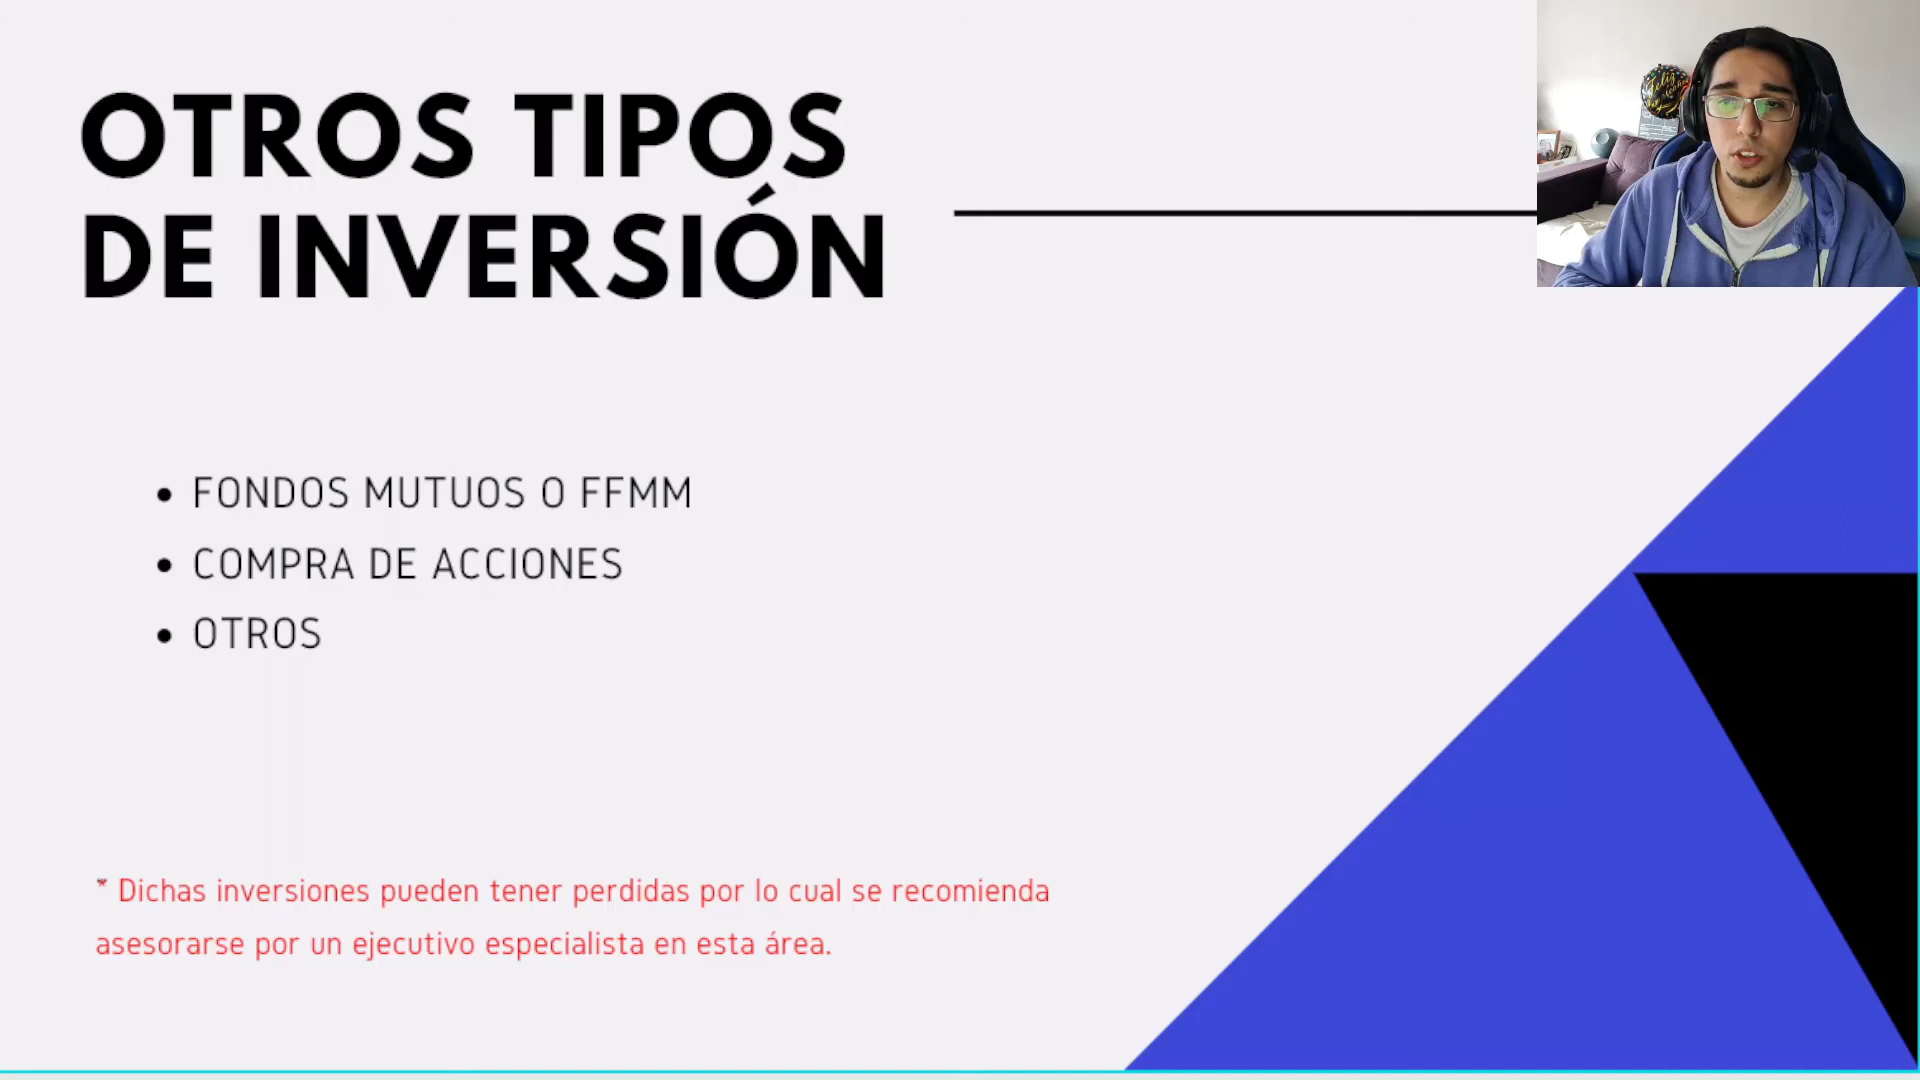 OTROS TIPOS
DE INVERSIÓN
• FONDOS MUTUOS O FFMM
• COMPRA DE ACCIONES
• OTROS
* Dichas inversiones pueden tener perdidas por lo cual se recomienda
asesorarse por un ejecutivo especialista en esta área.
Feliz